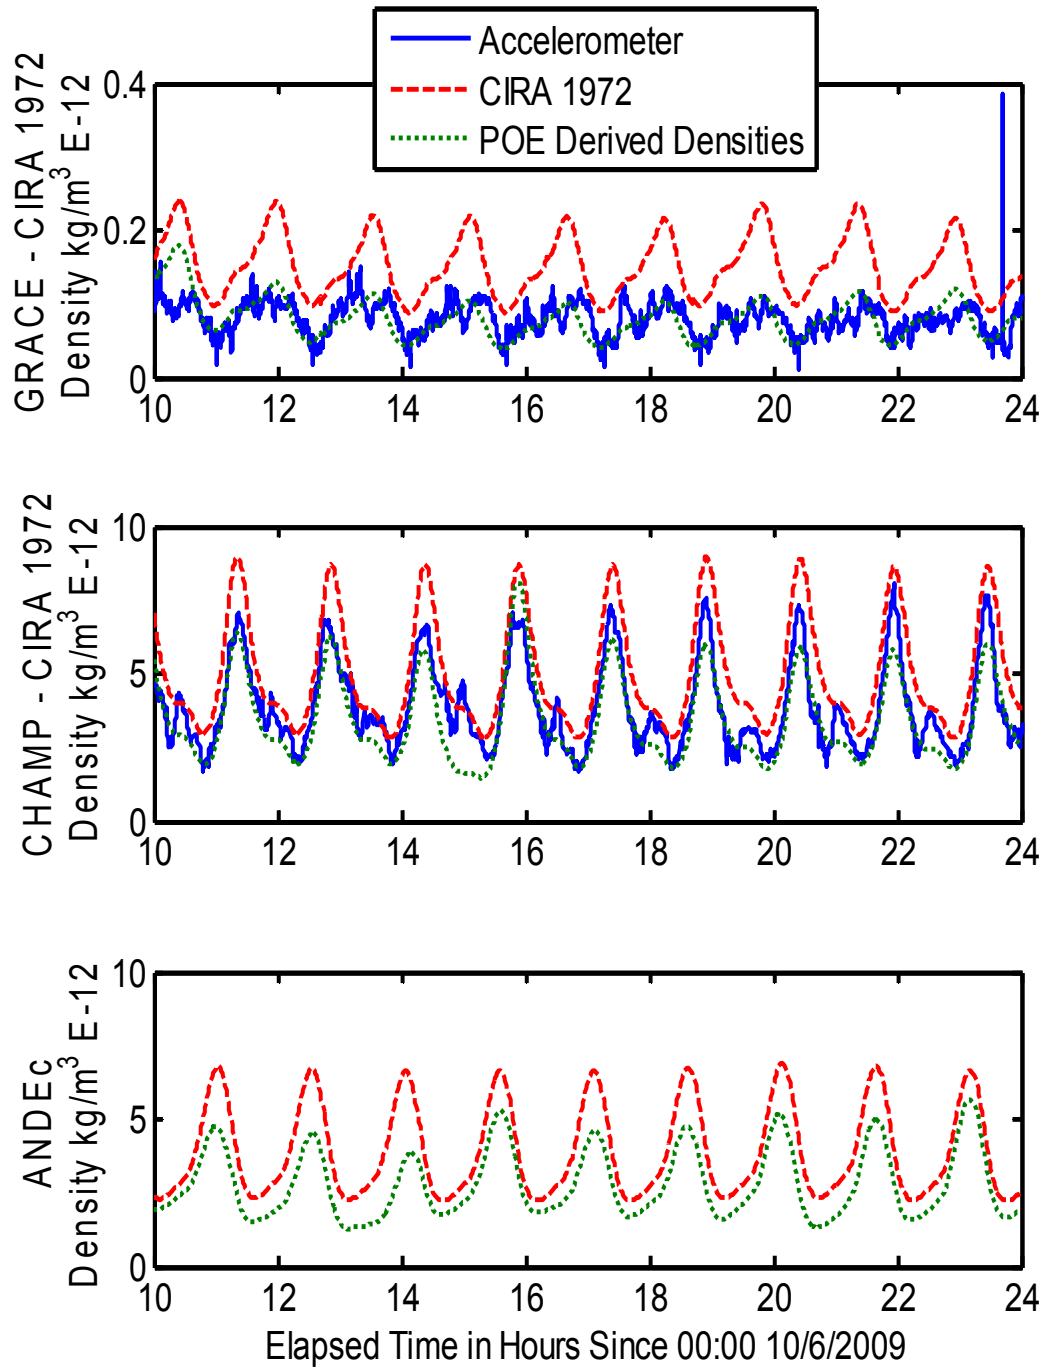 Accelerometer
CIRA 1972
POE Derived Densities
GRACE - CIRA 1972
Density kg/m³ E-12
0.4
0.2
0
10 12 14 16 18 20 22 24
CHAMP - CIRA 1972
Density kg/m³ E-12
10
5
0
10 12 14 16 18 20 22 24
ANDEc
Density kg/m³ E-12
10
5
0
10 12 14 16 18 20 22 24
Elapsed Time in Hours Since 00:00 10/6/2009